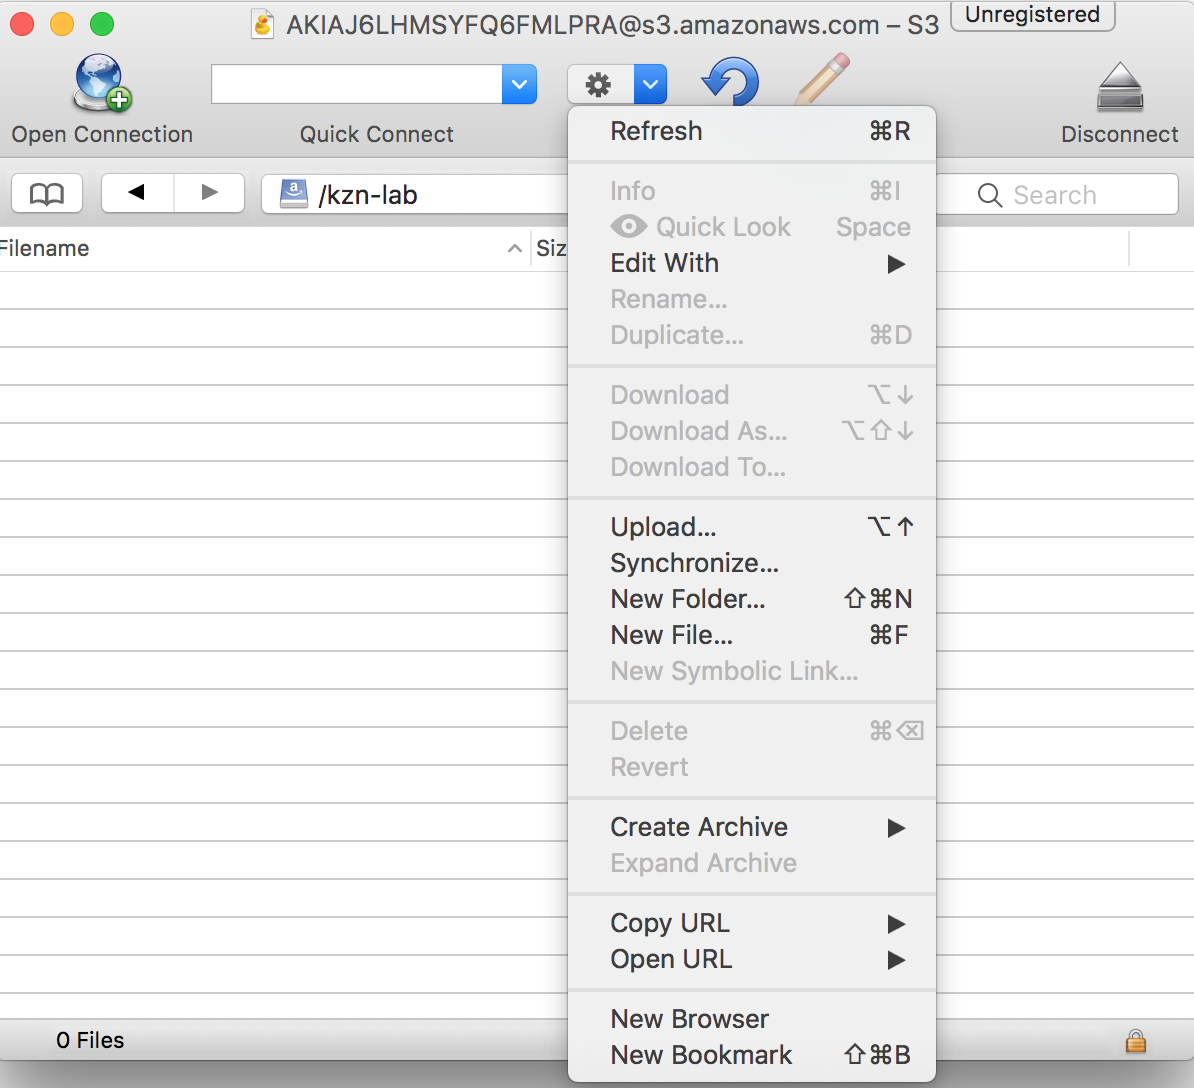 AKIAJ6LHMSYFQ6FMLPRA@s3.amazonaws.com – S3
Unregistered
Open Connection
Quick Connect
Disconnect
/kzn-lab
Search
Filename
Siz
Refresh ⌘R
Info ⌘I
Quick Look Space
Edit With ▶
Rename...
Duplicate... ⌘D
Download ⌥↓
Download As... ⌥⇧↓
Download To...
Upload... ⌥↑
Synchronize...
New Folder... ⇧⌘N
New File... ⌘F
New Symbolic Link...
Delete ⌘⌫
Revert
Create Archive ▶
Expand Archive
Copy URL ▶
Open URL ▶
New Browser
New Bookmark ⇧⌘B
0 Files